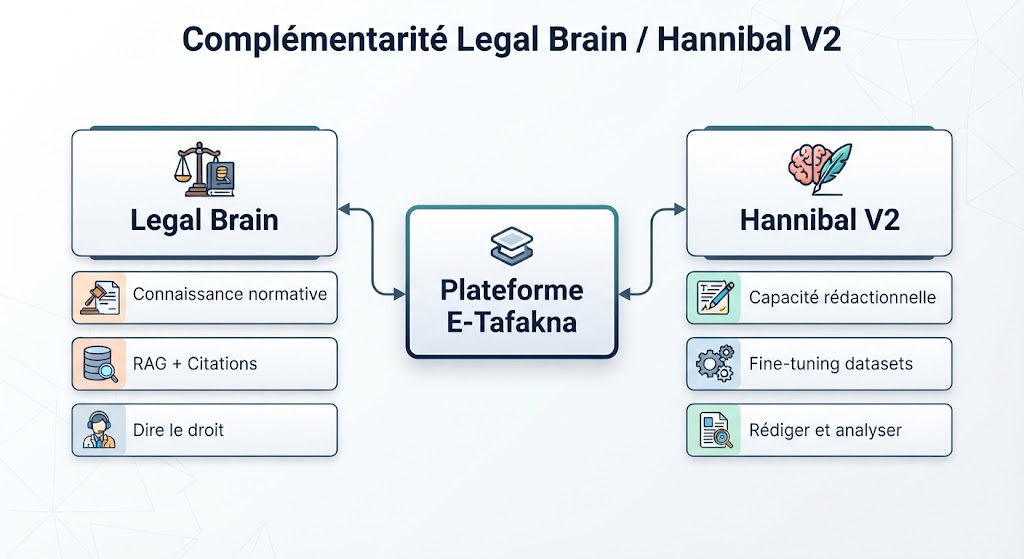 Complémentarité Legal Brain / Hannibal V2
Legal Brain
Connaissance normative
RAG + Citations
Dire le droit
Plateforme
E-Tafakna
Hannibal V2
Capacité rédactionnelle
Fine-tuning datasets
Rédiger et analyser